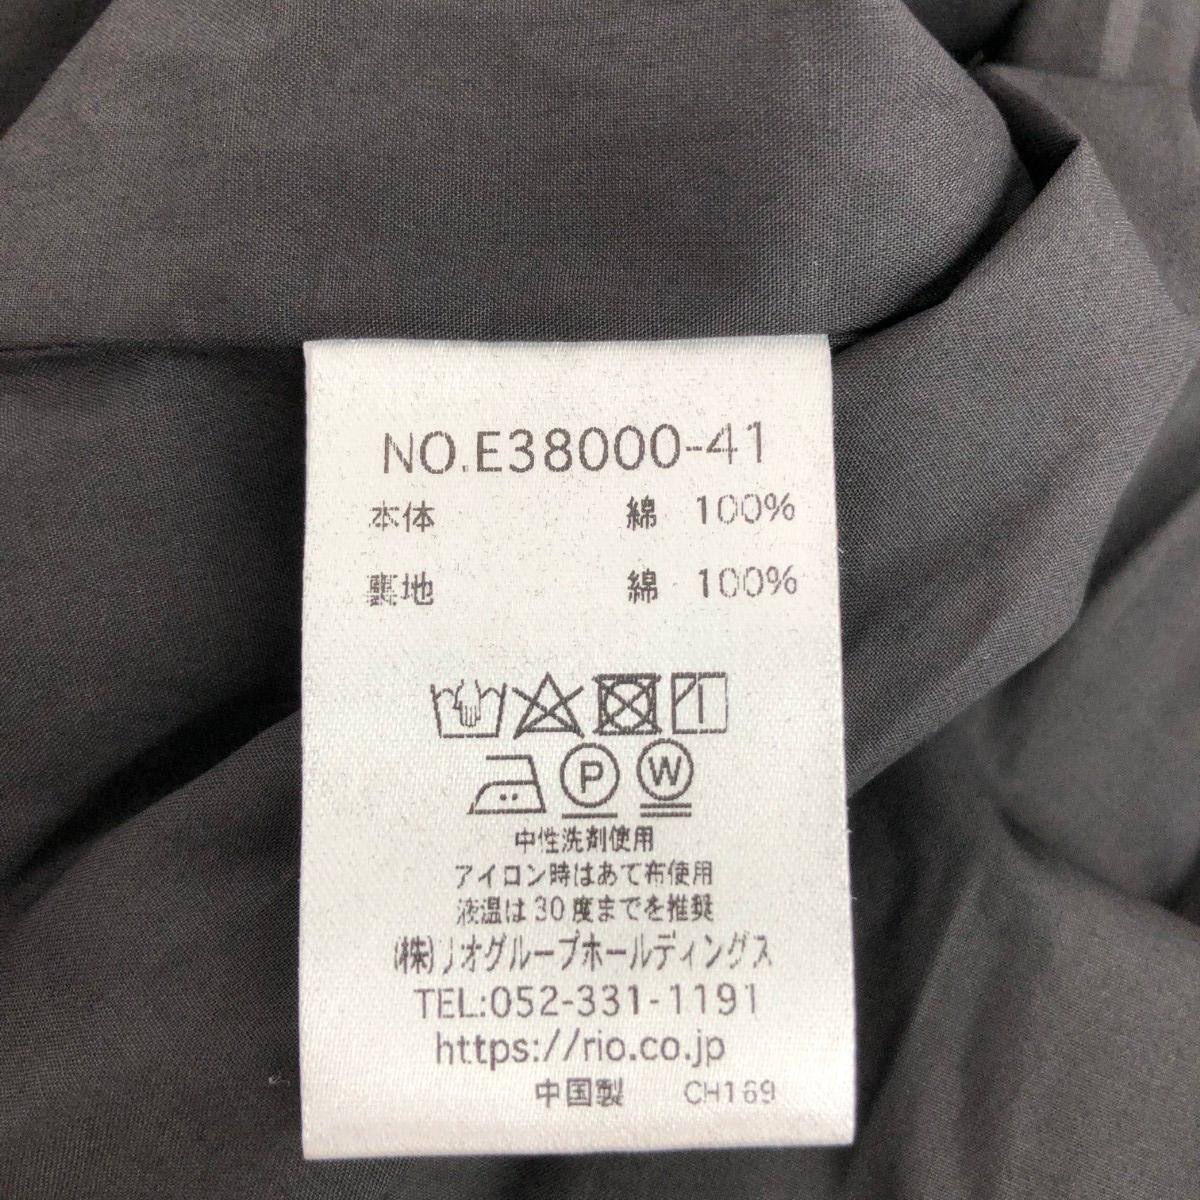 NO.E38000-41
本体 綿 100%
裏地 綿 100%
P W
中性洗剤使用
アイロン時はあて布使用
液温は30度までを推奨
(株)リオグループホールディングス
TEL:052-331-1191
https://rio.co.jp
中国製 CH169